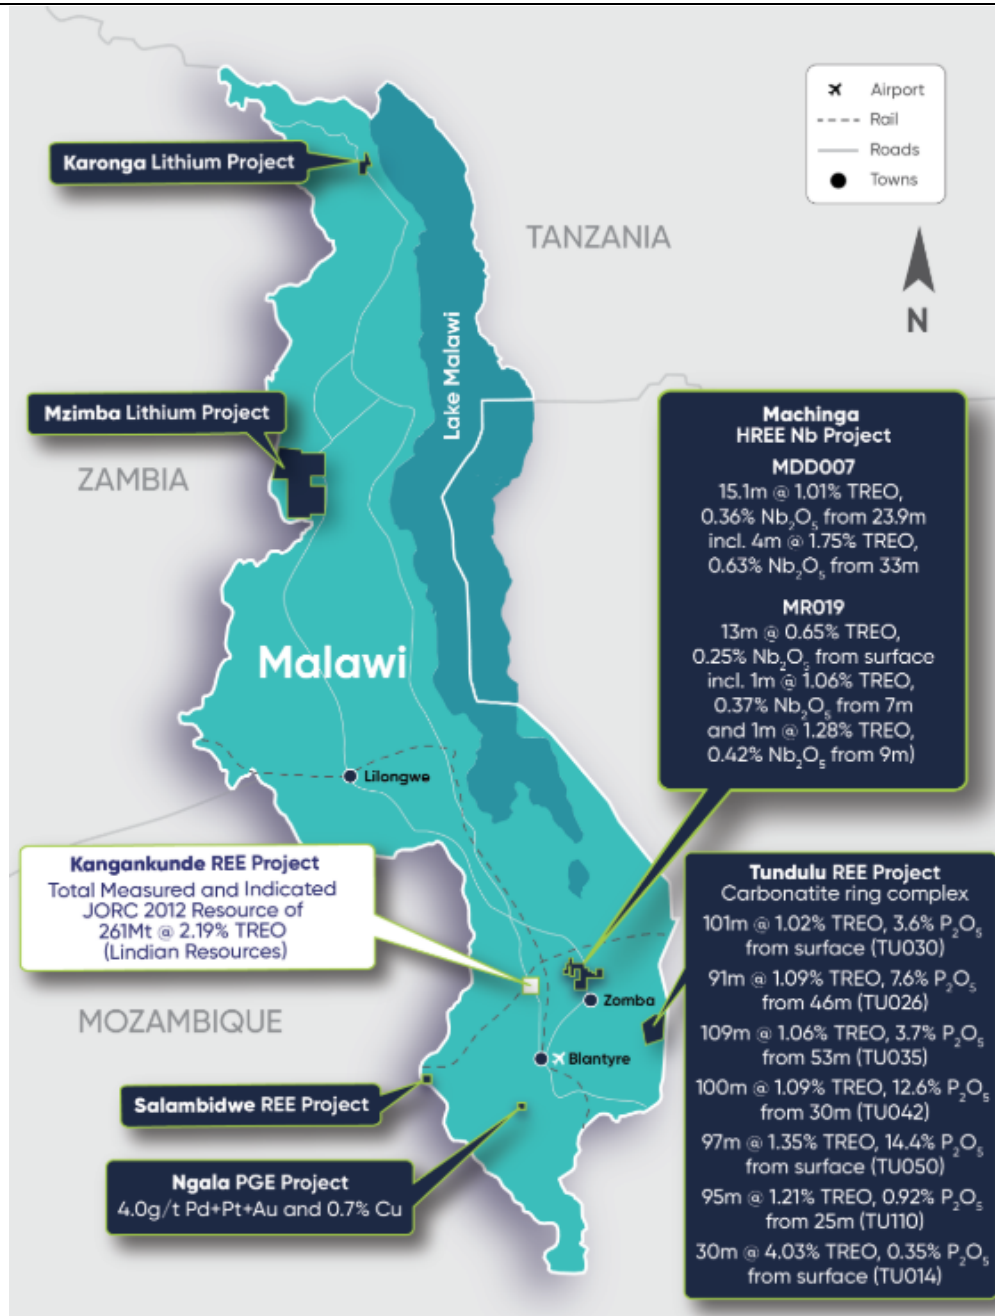 Airport
Rail
Roads
Towns
N
Karonga Lithium Project
TANZANIA
Lake Malawi
Mzimba Lithium Project
ZAMBIA
Malawi
Machinga
HREE Nb Project
MDD007
15.1m @ 1.01% TREO,
0.36% Nb₂O₅ from 23.9m
incl. 4m @ 1.75% TREO,
0.63% Nb₂O₅ from 33m
MR019
13m @ 0.65% TREO,
0.25% Nb₂O₅ from surface
incl. 1m @ 1.06% TREO,
0.37% Nb₂O₅ from 7m
and 1m @ 1.28% TREO,
0.42% Nb₂O₅ from 9m)
Lilongwe
Kangankunde REE Project
Total Measured and Indicated
JORC 2012 Resource of
261Mt @ 2.19% TREO
(Lindian Resources)
Zomba
MOZAMBIQUE
Blantyre
Tundulu REE Project
Carbonatite ring complex
101m @ 1.02% TREO, 3.6% P₂O₅
from surface (TU030)
91m @ 1.09% TREO, 7.6% P₂O₅
from 46m (TU026)
109m @ 1.06% TREO, 3.7% P₂O₅
from 53m (TU035)
100m @ 1.09% TREO, 12.6% P₂O₅
from 30m (TU042)
97m @ 1.35% TREO, 14.4% P₂O₅
from surface (TU050)
95m @ 1.21% TREO, 0.92% P₂O₅
from 25m (TU110)
30m @ 4.03% TREO, 0.35% P₂O₅
from surface (TU014)
Salambidwe REE Project
Ngala PGE Project
4.0g/t Pd+Pt+Au and 0.7% Cu